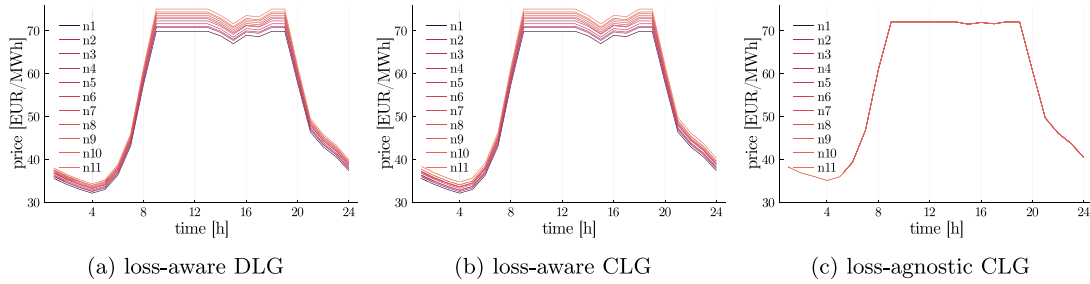 price [EUR/MWh]
70
60
50
40
30
n1
n2
n3
n4
n5
n6
n7
n8
n9
n10
n11
4
8
12
16
20
24
time [h]
(a) loss-aware DLG
price [EUR/MWh]
70
60
50
40
30
n1
n2
n3
n4
n5
n6
n7
n8
n9
n10
n11
4
8
12
16
20
24
time [h]
(b) loss-aware CLG
price [EUR/MWh]
70
60
50
40
30
n1
n2
n3
n4
n5
n6
n7
n8
n9
n10
n11
4
8
12
16
20
24
time [h]
(c) loss-agnostic CLG